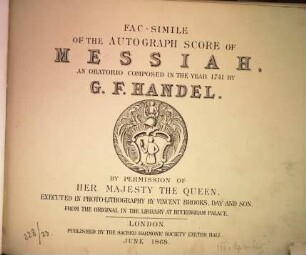 FAC-SIMILE
OF THE AUTOGRAPH SCORE OF
MESSIAH,
AN ORATORIO COMPOSED IN THE YEAR 1741 BY
G. F. HANDEL.
BY PERMISSION OF
HER MAJESTY THE QUEEN.
EXECUTED IN PHOTO-LITHOGRAPHY BY VINCENT BROOKS, DAY AND SON.
FROM THE ORIGINAL IN THE LIBRARY AT BUCKINGHAM PALACE.
LONDON
PUBLISHED BY THE SACRED HARMONIC SOCIETY EXETER HALL.
JUNE 1868.